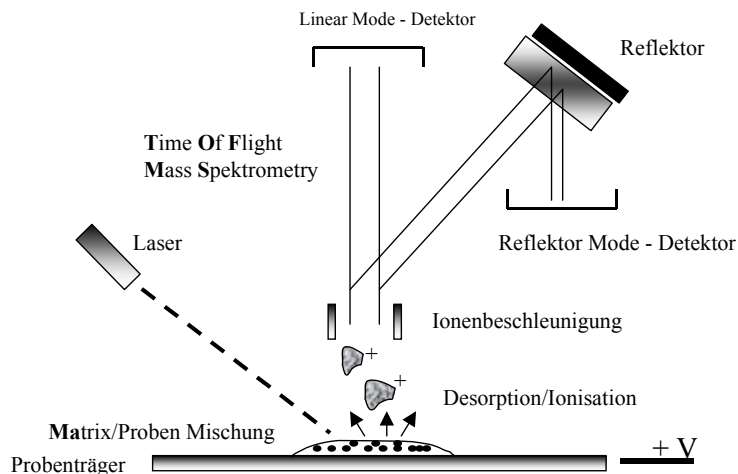 Linear Mode - Detektor
Reflektor
Time Of Flight
Mass Spektrometry
Laser
Reflektor Mode - Detektor
Ionenbeschleunigung
+
+
Desorption/Ionisation
Matrix/Proben Mischung
Probenträger
+ V